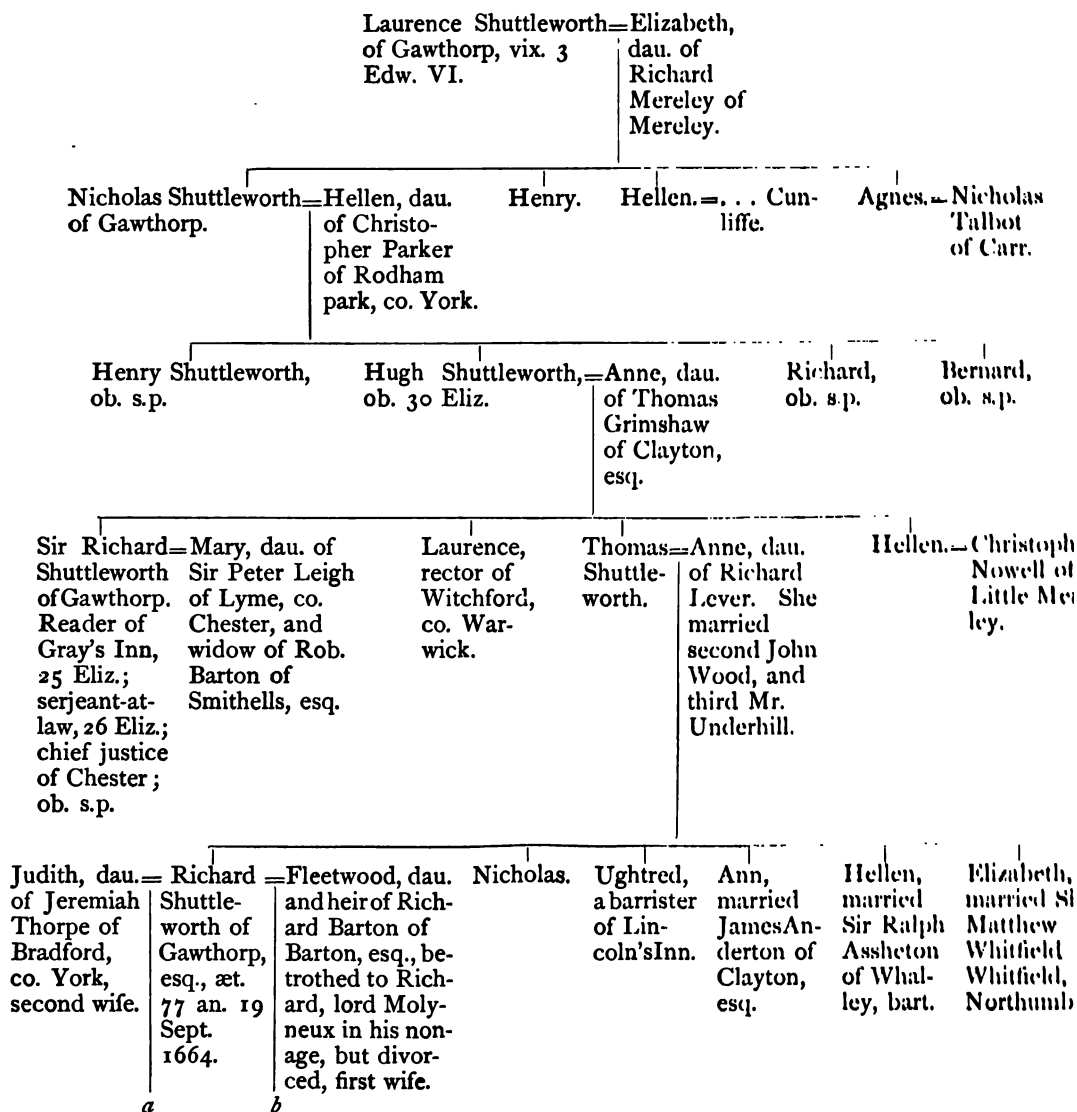 Laurence Shuttleworth=Elizabeth,
of Gawthorp, vix. 3
Edw. VI.
dau. of
Richard
Mereley of
Mereley.
Nicholas Shuttleworth=Hellen, dau.
of Gawthorp.
of Christo-
pher Parker
of Rodham
park, co. York.
Henry.
Hellen.=... Cun-
liffe.
Agnes.=Nicholas
Talbot
of Carr.
Henry Shuttleworth,
ob. s.p.
Hugh Shuttleworth,=Anne, dau.
ob. 30 Eliz.
of Thomas
Grimshaw
of Clayton,
esq.
Richard,
ob. s.p.
Bernard,
ob. s.p.
Sir Richard=Mary, dau. of
Shuttleworth
of Gawthorp.
Reader of
Gray's Inn,
25 Eliz.;
serjeant-at-
law, 26 Eliz.;
chief justice
of Chester;
ob. s.p.
Sir Peter Leigh
of Lyme, co.
Chester, and
widow of Rob.
Barton of
Smithells, esq.
Laurence,
rector of
Witchford,
co. War-
wick.
Thomas=Anne, dau.
Shuttle-
worth.
of Richard
Lever. She
married
second John
Wood, and
third Mr.
Underhill.
Hellen.=Christoph
Nowell of
Little Mer
ley.
Judith, dau.= Richard =Fleetwood, dau.
of Jeremiah
Thorpe of
Bradford,
co. York,
second wife.
Shuttle-
worth of
Gawthorp,
esq., æt.
77 an. 19
Sept.
1664.
and heir of Rich-
ard Barton of
Barton, esq., be-
trothed to Rich-
ard, lord Moly-
neux in his non-
age, but divor-
ced, first wife.
Nicholas.
Ughtred,
a barrister
of Lin-
coln's Inn.
Ann,
married
James An-
derton of
Clayton,
esq.
Hellen,
married
Sir Ralph
Assheton
of Whal-
ley, bart.
Elizabeth,
married
Matthew
Whitfield
Whitfield,
Northumb
a
b